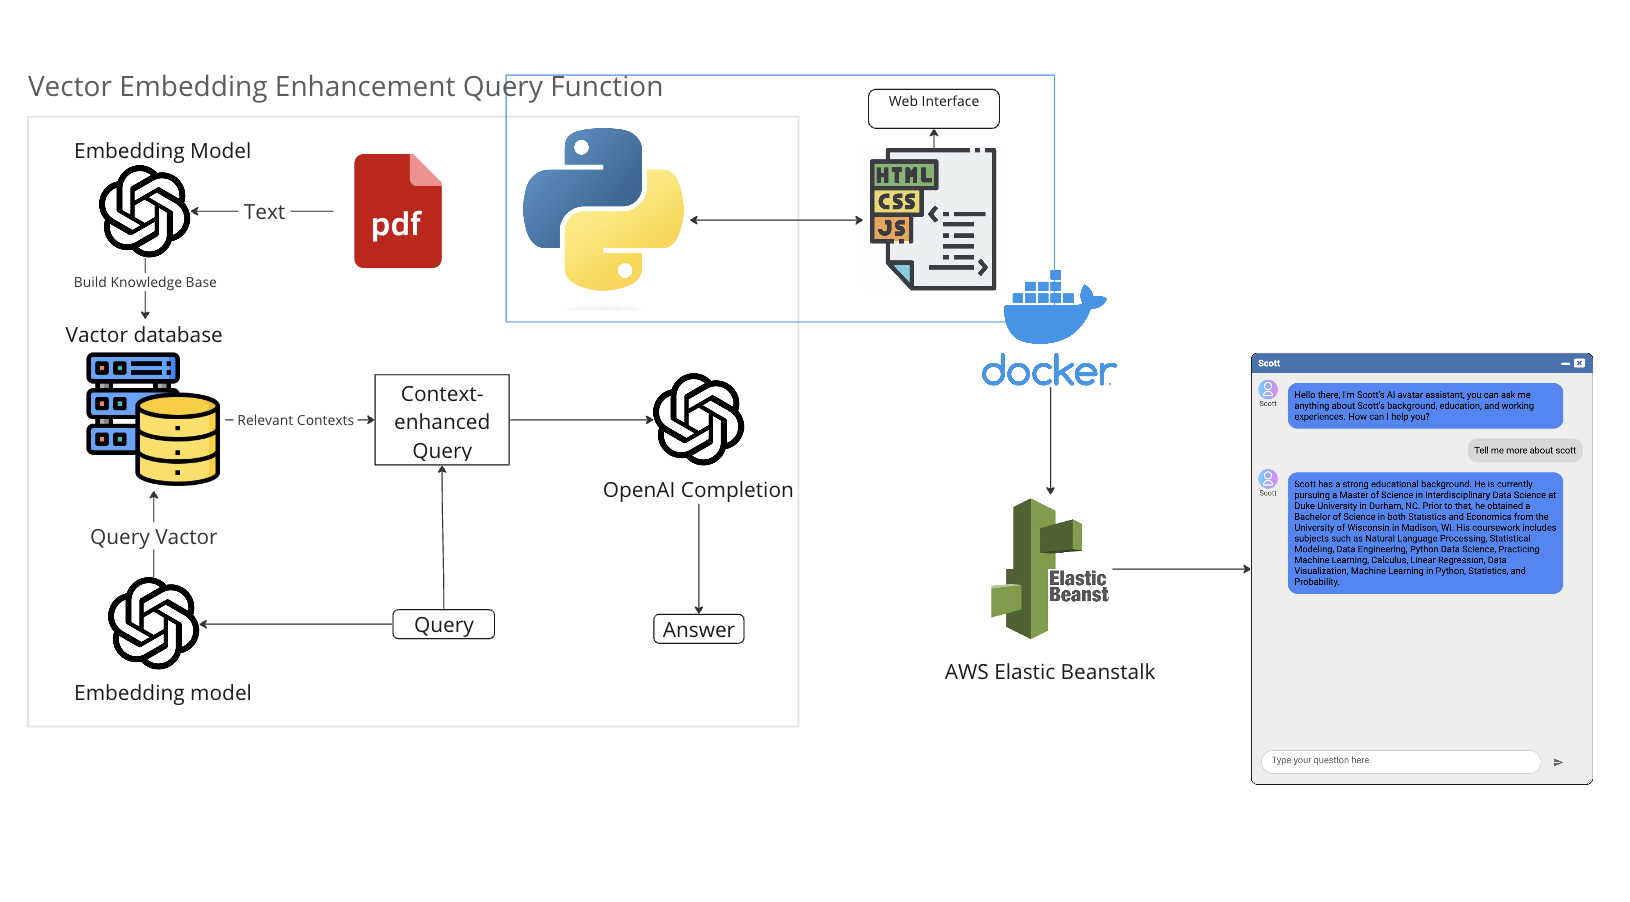 Vector Embedding Enhancement Query Function
Embedding Model
Text
pdf
Build Knowledge Base
Vactor database
Relevant Contexts
Context-
enhanced
Query
OpenAI Completion
Query Vactor
Query
Answer
Embedding model
Web Interface
HTML
CSS
JS
docker
Elastic
Beanst
AWS Elastic Beanstalk
Scott
Hello there, I'm Scott's AI avatar assistant, you can ask me
anything about Scott's background, education, and working
experiences. How can I help you?
Scott
Tell me more about scott
Scott has a strong educational background. He is currently
pursuing a Master of Science in Interdisciplinary Data Science at
Duke University in Durham, NC. Prior to that, he obtained a
Bachelor of Science in both Statistics and Economics from the
University of Wisconsin in Madison, WI. His coursework includes
subjects such as Natural Language Processing, Statistical
Modeling, Data Engineering, Python Data Science, Practicing
Machine Learning, Calculus, Linear Regression, Data
Visualization, Machine Learning in Python, Statistics, and
Probability.
Scott
Type your question here